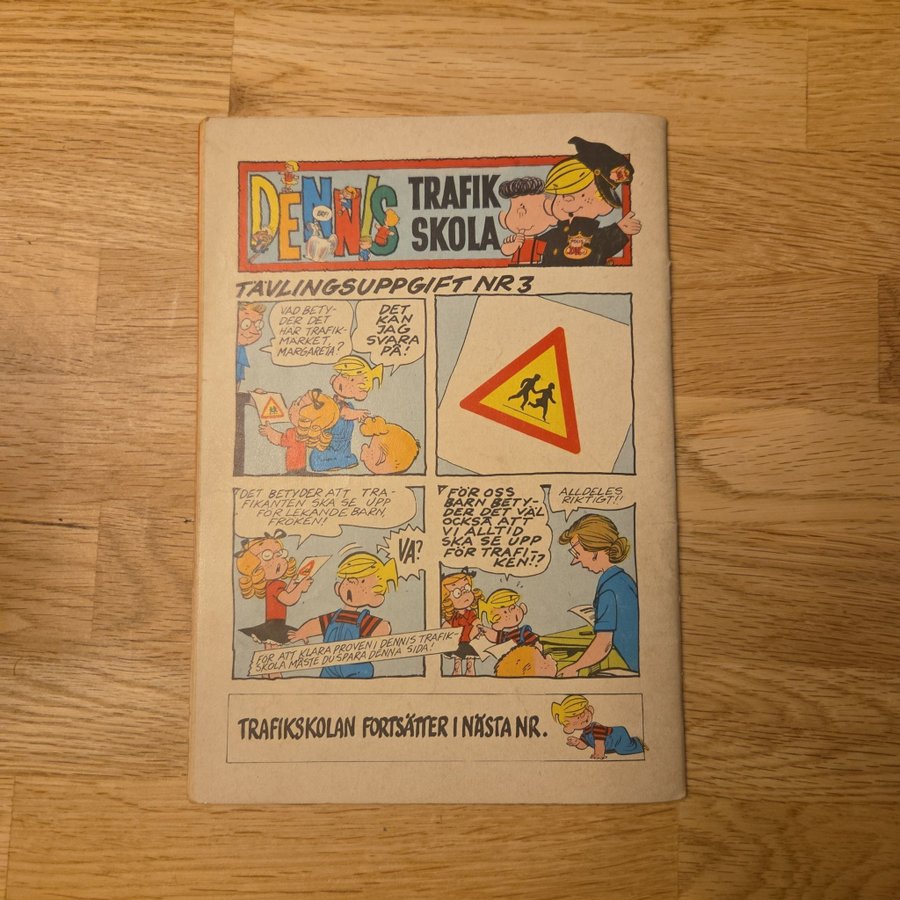 DENNIS
TRAFIK
SKOLA
TÄVLINGSUPPGIFT NR 3
VAD BETY-
DER DET
HÄR TRAFIK-
MÄRKET,
MARGARETA?
DET
KAN
JAG
SVARA
PÅ!
DET BETYDER ATT TRA-
FIKANTEN SKA SE UPP
FÖR LEKANDE BARN,
FRÖKEN!
VA?
FÖR ATT KLARA PROVEN I DENNIS TRAFIK-
SKOLA MÅSTE DU SPARA DENNA SIDA!
FÖR OSS
BARN BETY-
DER DET VÄL
OCKSÅ ATT
VI ALLTID
SKA SE UPP
FÖR TRAFI-
KEN!?
ALLDELES
RIKTIGT!!
TRAFIKSKOLAN FORTSÄTTER I NÄSTA NR.